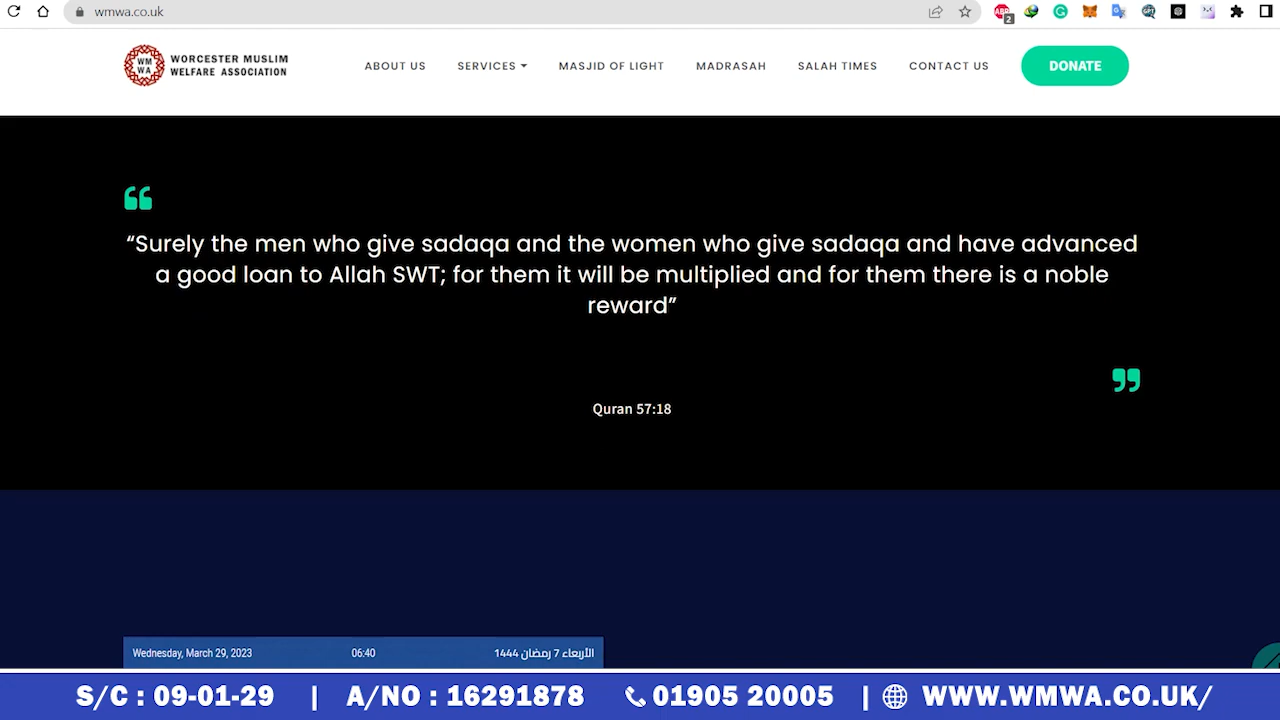 wmwa.co.uk
ABP
2
GPT
WM
WA
WORCESTER MUSLIM
WELFARE ASSOCIATION
ABOUT US
SERVICES
MASJID OF LIGHT
MADRASAH
SALAH TIMES
CONTACT US
DONATE
“Surely the men who give sadaqa and the women who give sadaqa and have advanced
a good loan to Allah SWT; for them it will be multiplied and for them there is a noble
reward”
Quran 57:18
Wednesday, March 29, 2023
06:40
الأربعاء 7 رمضان 1444
S/C : 09-01-29 | A/NO : 16291878 01905 20005 | WWW.WMWA.CO.UK/